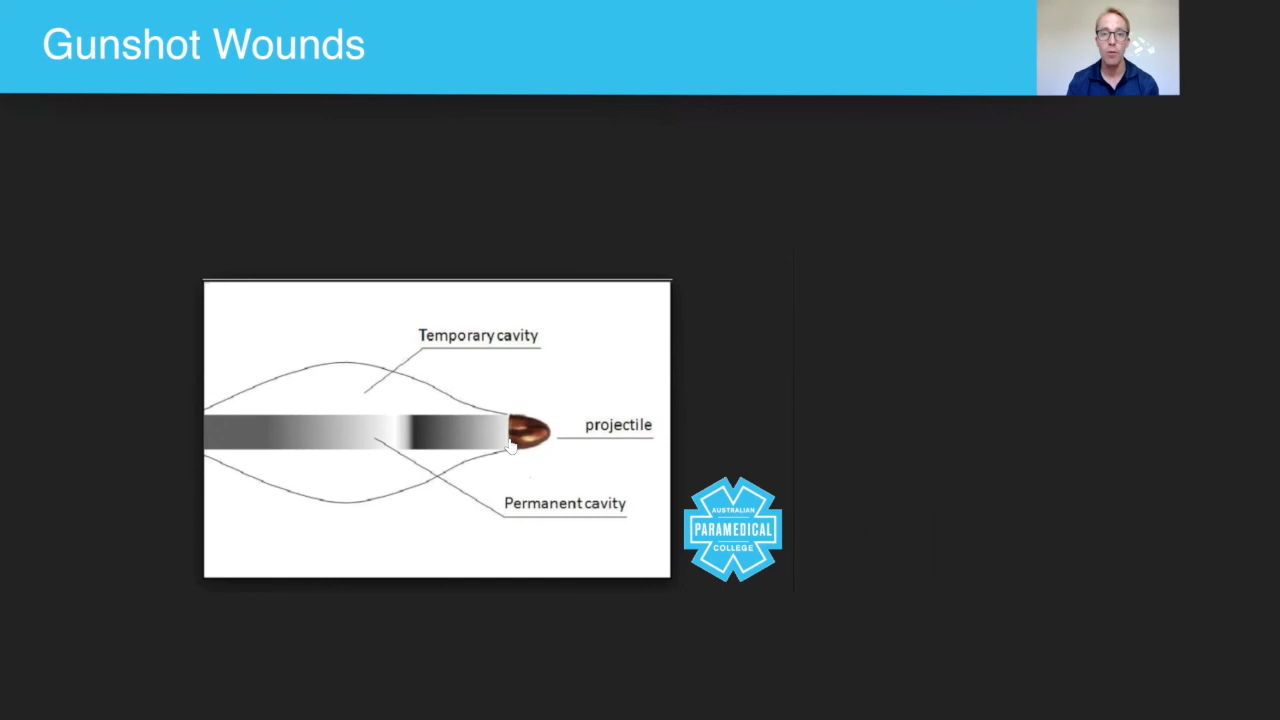 Gunshot Wounds
Temporary cavity
projectile
Permanent cavity
AUSTRALIAN
PARAMEDICAL
COLLEGE